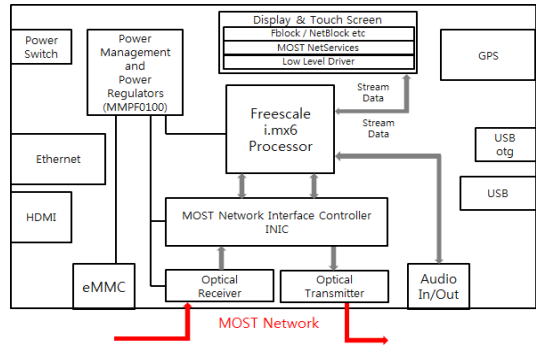 Display & Touch Screen
Fblock / NetBlock etc
MOST NetServices
Low Level Driver
Power
Switch
Power
Management
and
Power
Regulators
(MMPF0100)
GPS
Stream
Data
Freescale
i.mx6
Processor
Stream
Data
Ethernet
USB
otg
USB
HDMI
MOST Network Interface Controller
INIC
eMMC
Optical
Receiver
Optical
Transmitter
Audio
In/Out
MOST Network